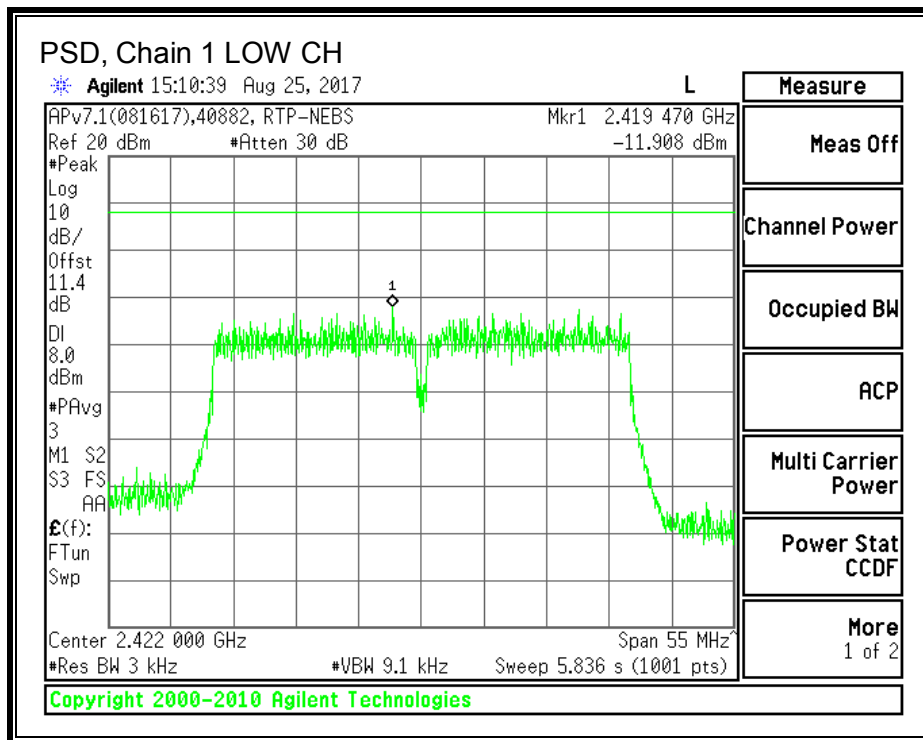 PSD, Chain 1 LOW CH
Agilent 15:10:39 Aug 25, 2017 L
APv7.1(081617),40882, RTP-NEBS Mkr1 2.419 470 GHz
Ref 20 dBm #Atten 30 dB -11.908 dBm
#Peak
Log
10
dB/
Offst
11.4
dB
DI
8.0
dBm
#PAvg
3
M1 S2
S3 FS
AA
£(f):
FTun
Swp
1
Center 2.422 000 GHz Span 55 MHz^
#Res BW 3 kHz #VBW 9.1 kHz Sweep 5.836 s (1001 pts)
Copyright 2000-2010 Agilent Technologies
Measure
Meas Off
Channel Power
Occupied BW
ACP
Multi Carrier
Power
Power Stat
CCDF
More
1 of 2